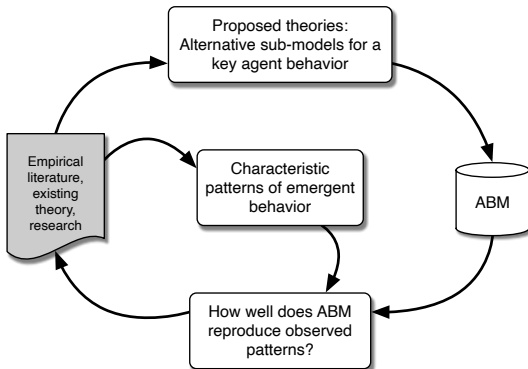 Proposed theories:
Alternative sub-models for a
key agent behavior
Empirical
literature,
existing
theory,
research
Characteristic
patterns of emergent
behavior
ABM
How well does ABM
reproduce observed
patterns?